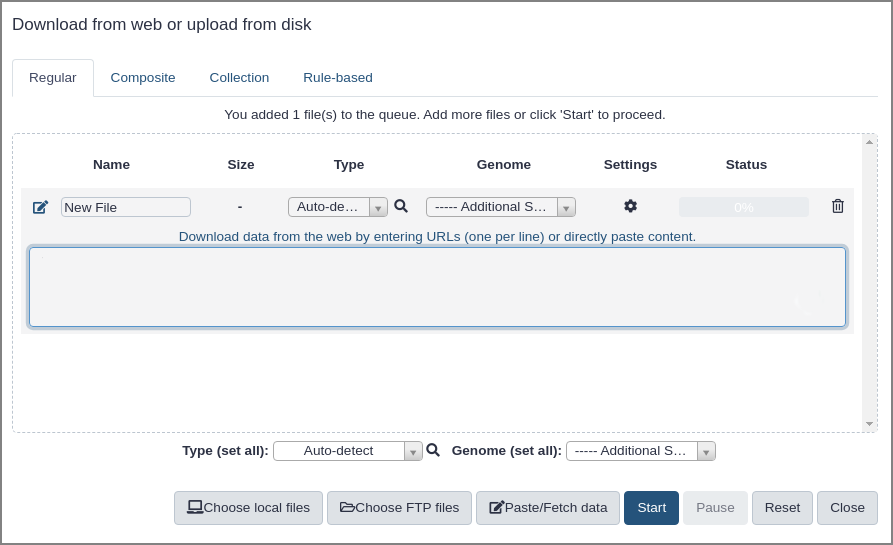 Download from web or upload from disk
Regular Composite Collection Rule-based
You added 1 file(s) to the queue. Add more files or click 'Start' to proceed.
Name Size Type Genome Settings Status
New File - Auto-de... ----- Additional S... 0%
Download data from the web by entering URLs (one per line) or directly paste content.
Type (set all): Auto-detect Genome (set all): ----- Additional S...
Choose local files Choose FTP files Paste/Fetch data Start Pause Reset Close